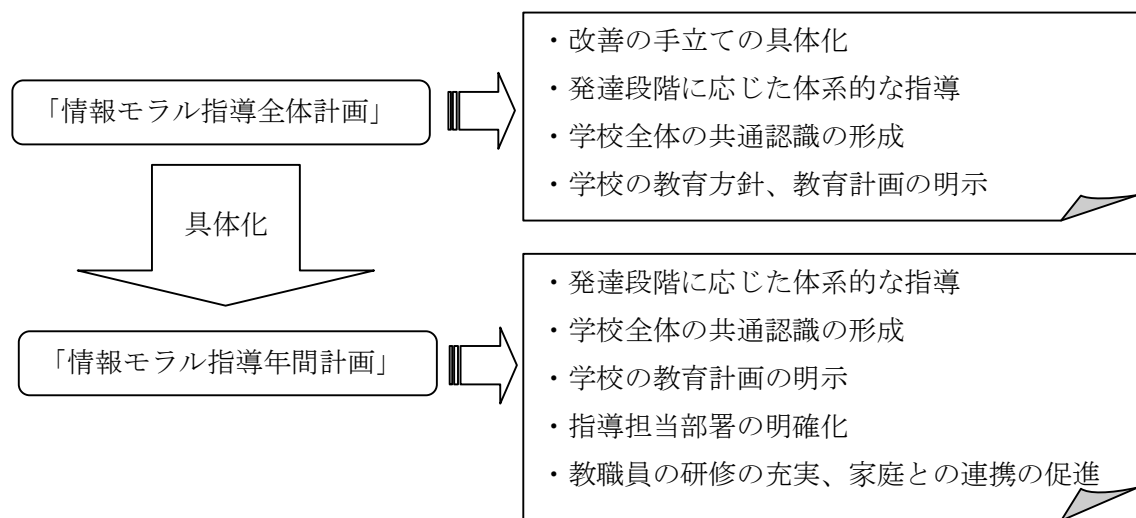 「情報モラル指導全体計画」
・改善の手立ての具体化
・発達段階に応じた体系的な指導
・学校全体の共通認識の形成
・学校の教育方針、教育計画の明示
具体化
「情報モラル指導年間計画」
・発達段階に応じた体系的な指導
・学校全体の共通認識の形成
・学校の教育計画の明示
・指導担当部署の明確化
・教職員の研修の充実、家庭との連携の促進